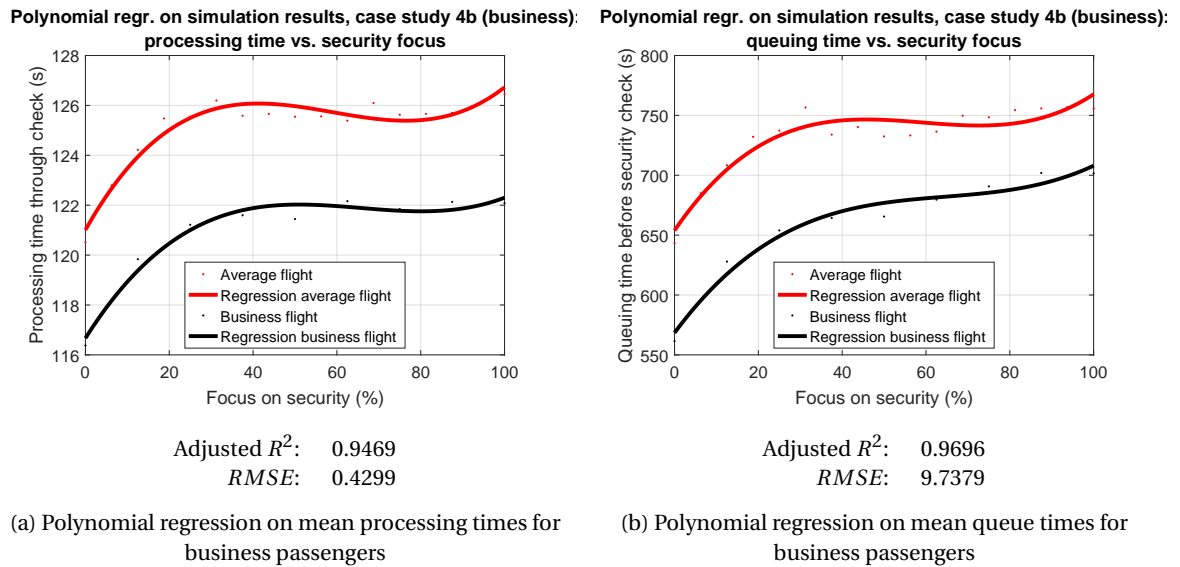 Polynomial regr. on simulation results, case study 4b (business):
processing time vs. security focus
128
126
124
122
120
118
116
Processing time through check (s)
Average flight
Regression average flight
Business flight
Regression business flight
0 20 40 60 80 100
Focus on security (%)
Adjusted R²: 0.9469
RMSE: 0.4299
(a) Polynomial regression on mean processing times for
business passengers
Polynomial regr. on simulation results, case study 4b (business):
queuing time vs. security focus
800
750
700
650
600
550
Queuing time before security check (s)
Average flight
Regression average flight
Business flight
Regression business flight
0 20 40 60 80 100
Focus on security (%)
Adjusted R²: 0.9696
RMSE: 9.7379
(b) Polynomial regression on mean queue times for
business passengers